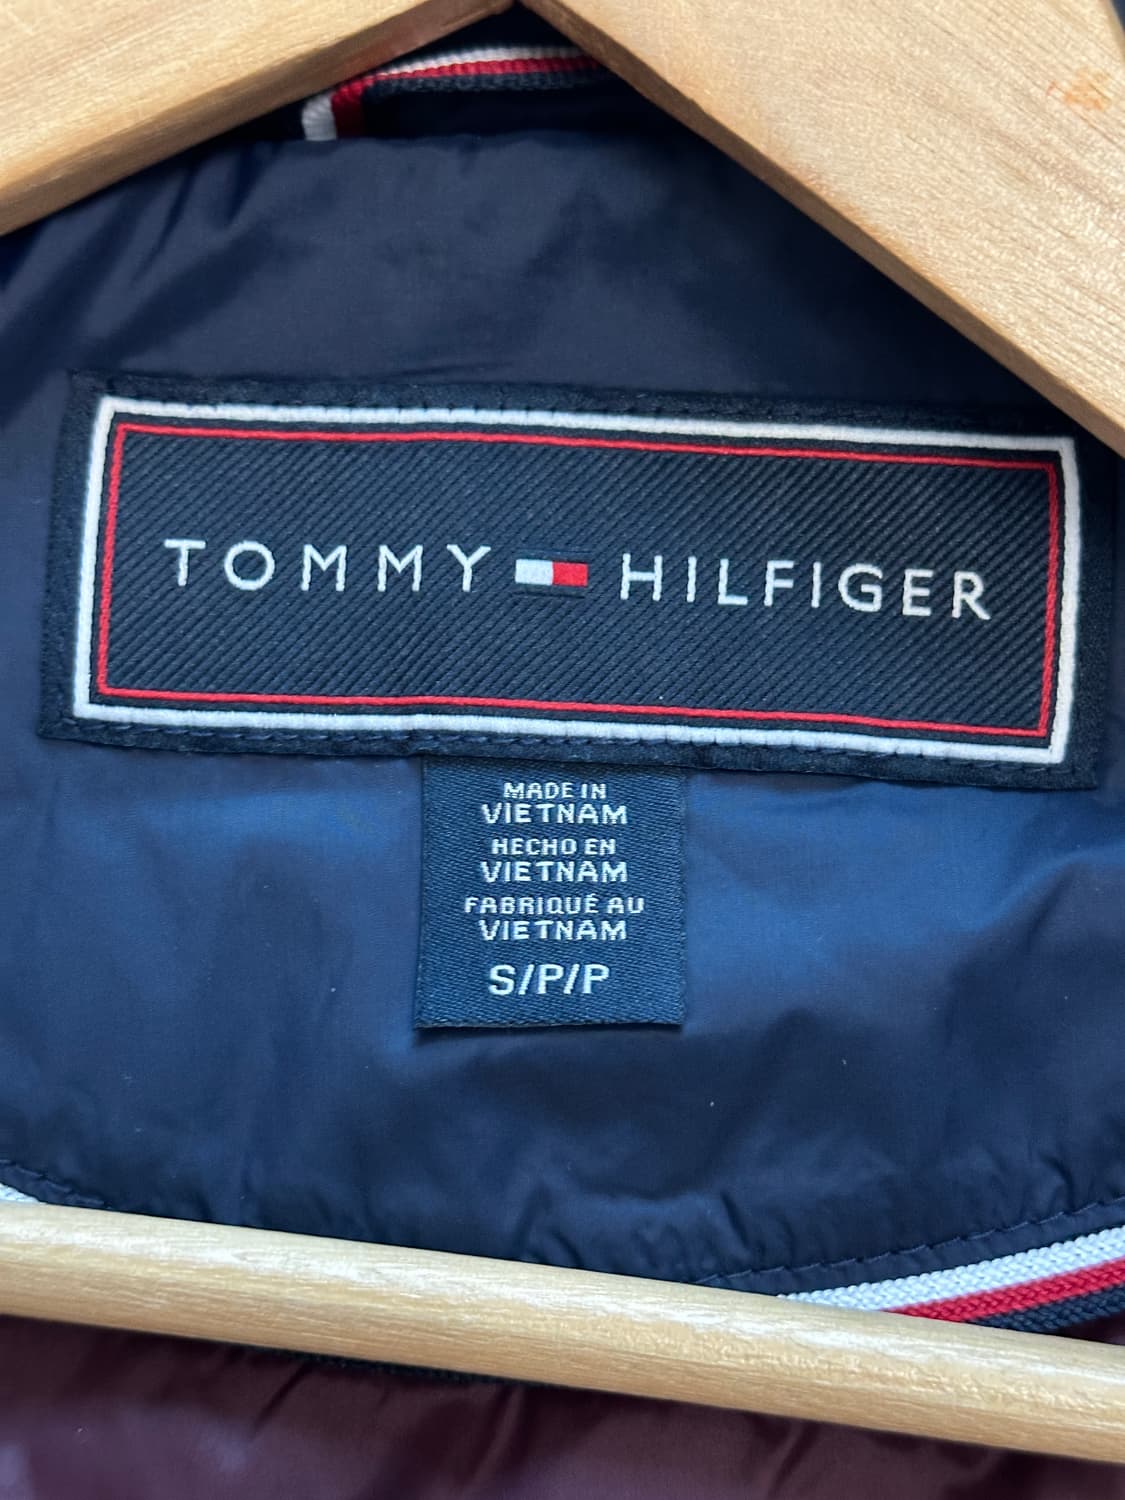 TOMMY HILFIGER
MADE IN
VIETNAM
HECHO EN
VIETNAM
FABRIQUÉ AU
VIETNAM
S/P/P